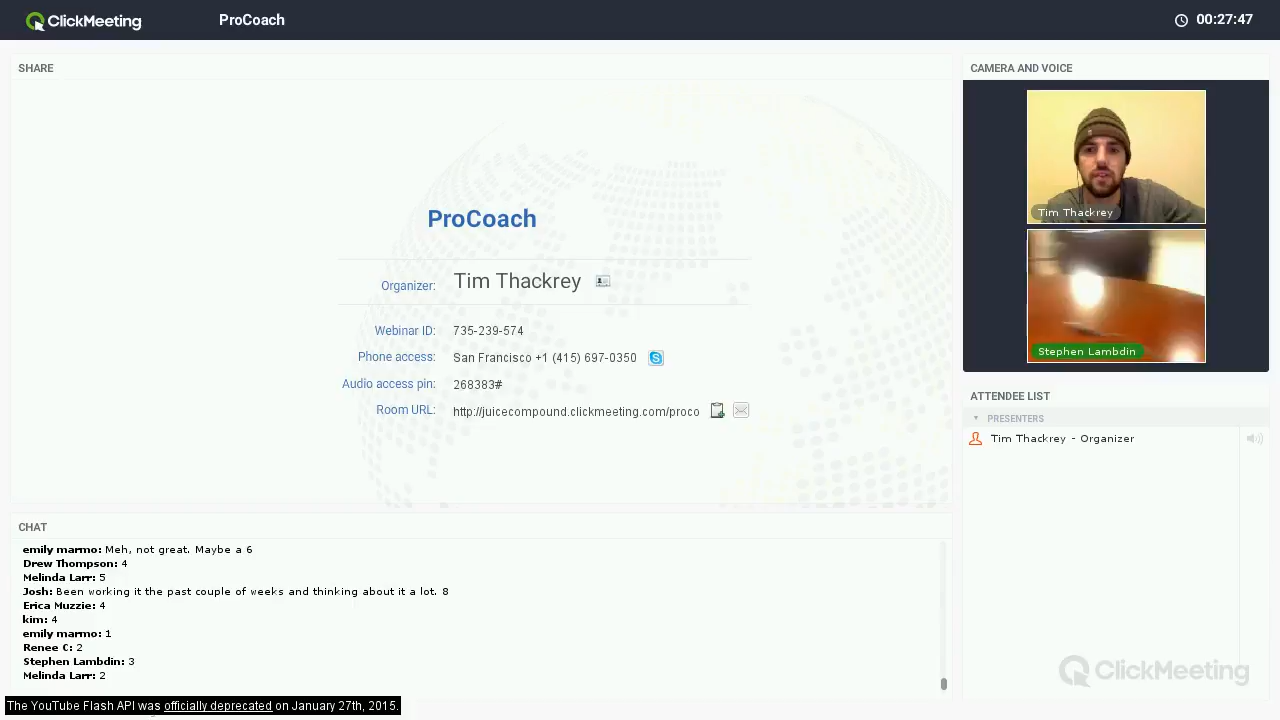 ClickMeeting
ProCoach
00:27:47
SHARE
CAMERA AND VOICE
ProCoach
Organizer: Tim Thackrey
Webinar ID: 735-239-574
Phone access: San Francisco +1 (415) 697-0350
Audio access pin: 268383#
Room URL: http://juicecompound.clickmeeting.com/proco
Tim Thackrey
Stephen Lambdin
ATTENDEE LIST
PRESENTERS
Tim Thackrey - Organizer
CHAT
emily marmo: Meh, not great. Maybe a 6
Drew Thompson: 4
Melinda Larr: 5
Josh: Been working it the past couple of weeks and thinking about it a lot. 8
Erica Muzzie: 4
kim: 4
emily marmo: 1
Renee C: 2
Stephen Lambdin: 3
Melinda Larr: 2
ClickMeeting
The YouTube Flash API was officially deprecated on January 27th, 2015.